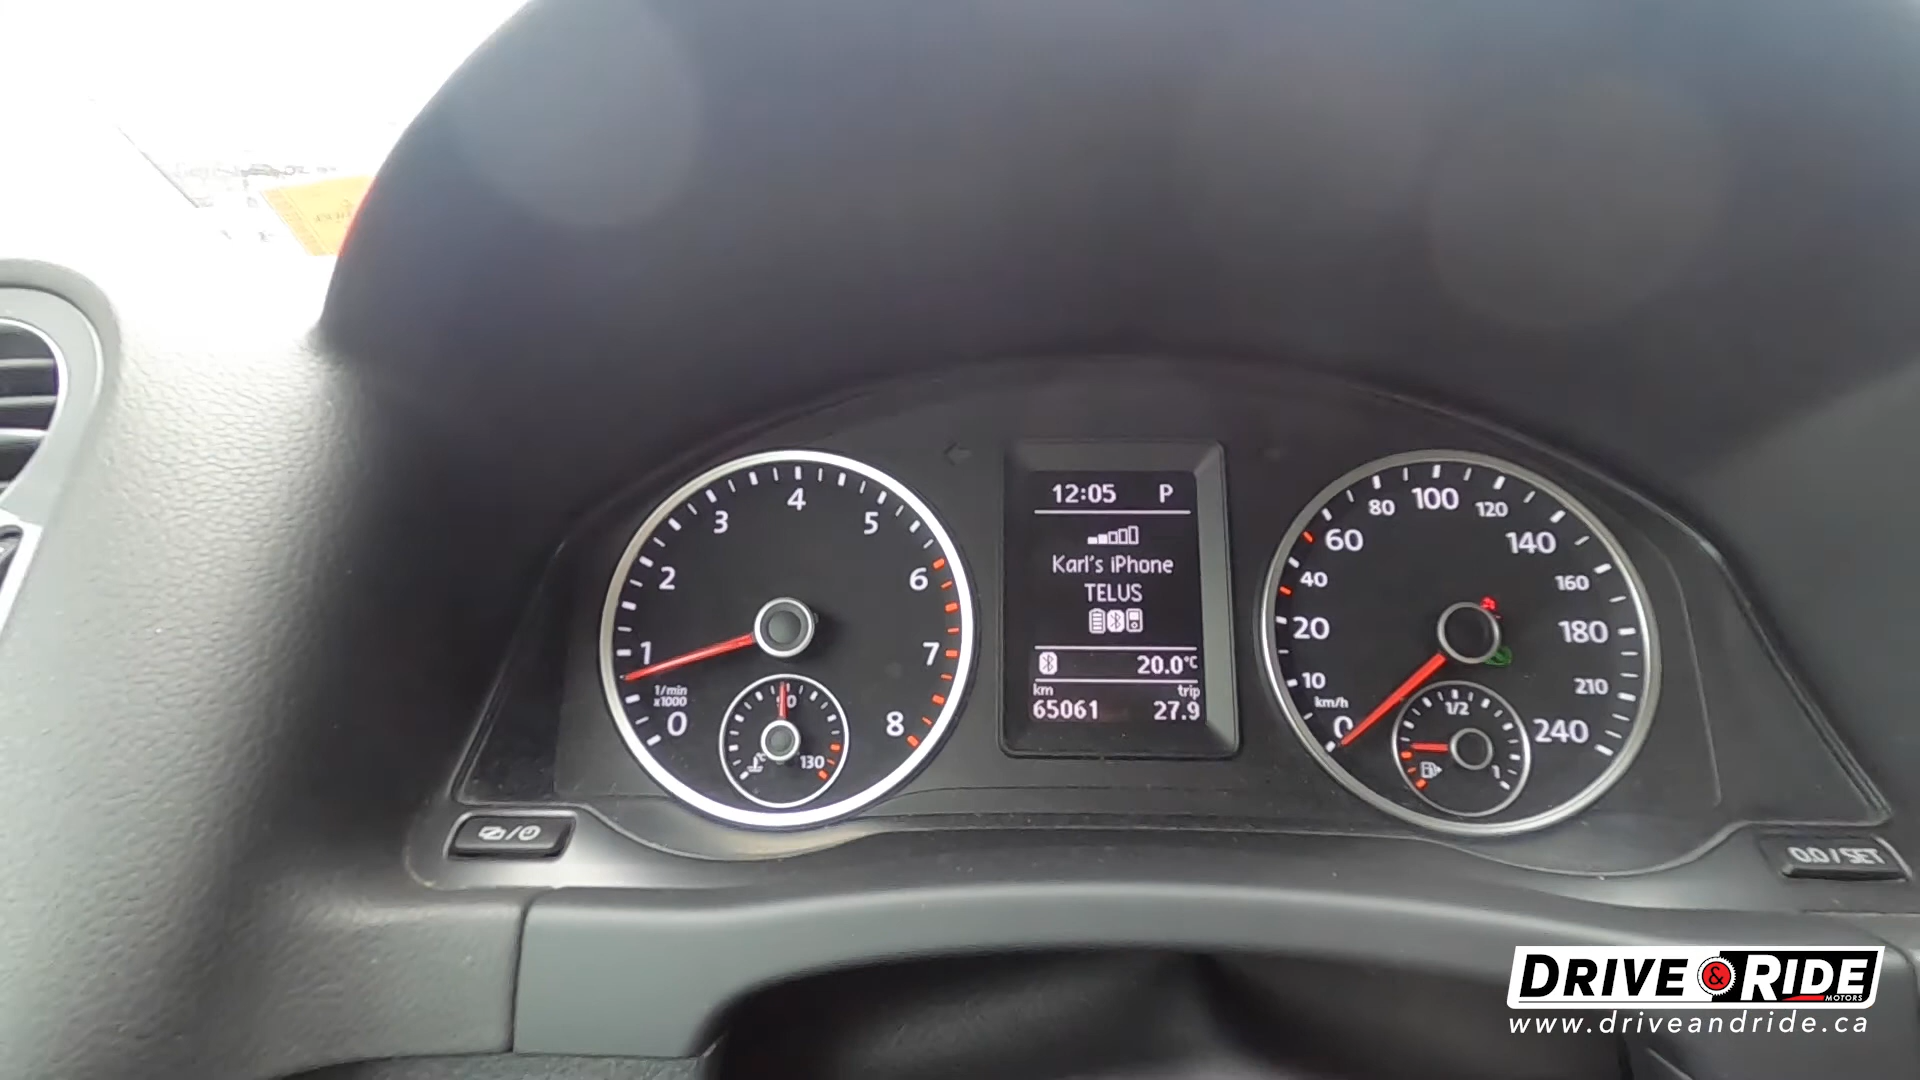 12:05 P
Karl's iPhone
TELUS
20.0°C
km trip
65061 27.9
0 1 2 3 4 5 6 7 8
1/min
x1000
90
°C
130
0 10 20 40 60 80 100 120 140 160 180 210 240
km/h
1/2
1
0.0 / SET
DRIVE & RIDE
MOTORS
www.driveandride.ca